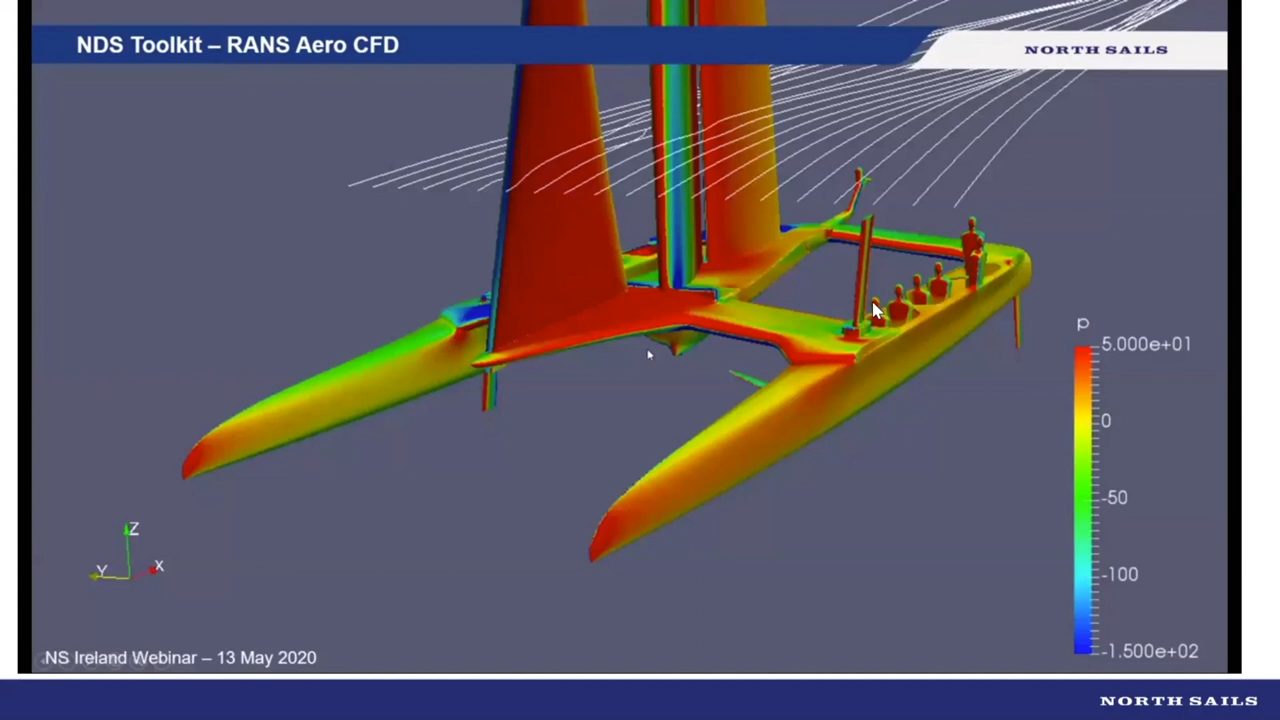 NDS Toolkit – RANS Aero CFD
NORTH SAILS
p
5.000e+01
0
-50
-100
-1.500e+02
Z
Y
X
NS Ireland Webinar – 13 May 2020
NORTH SAILS